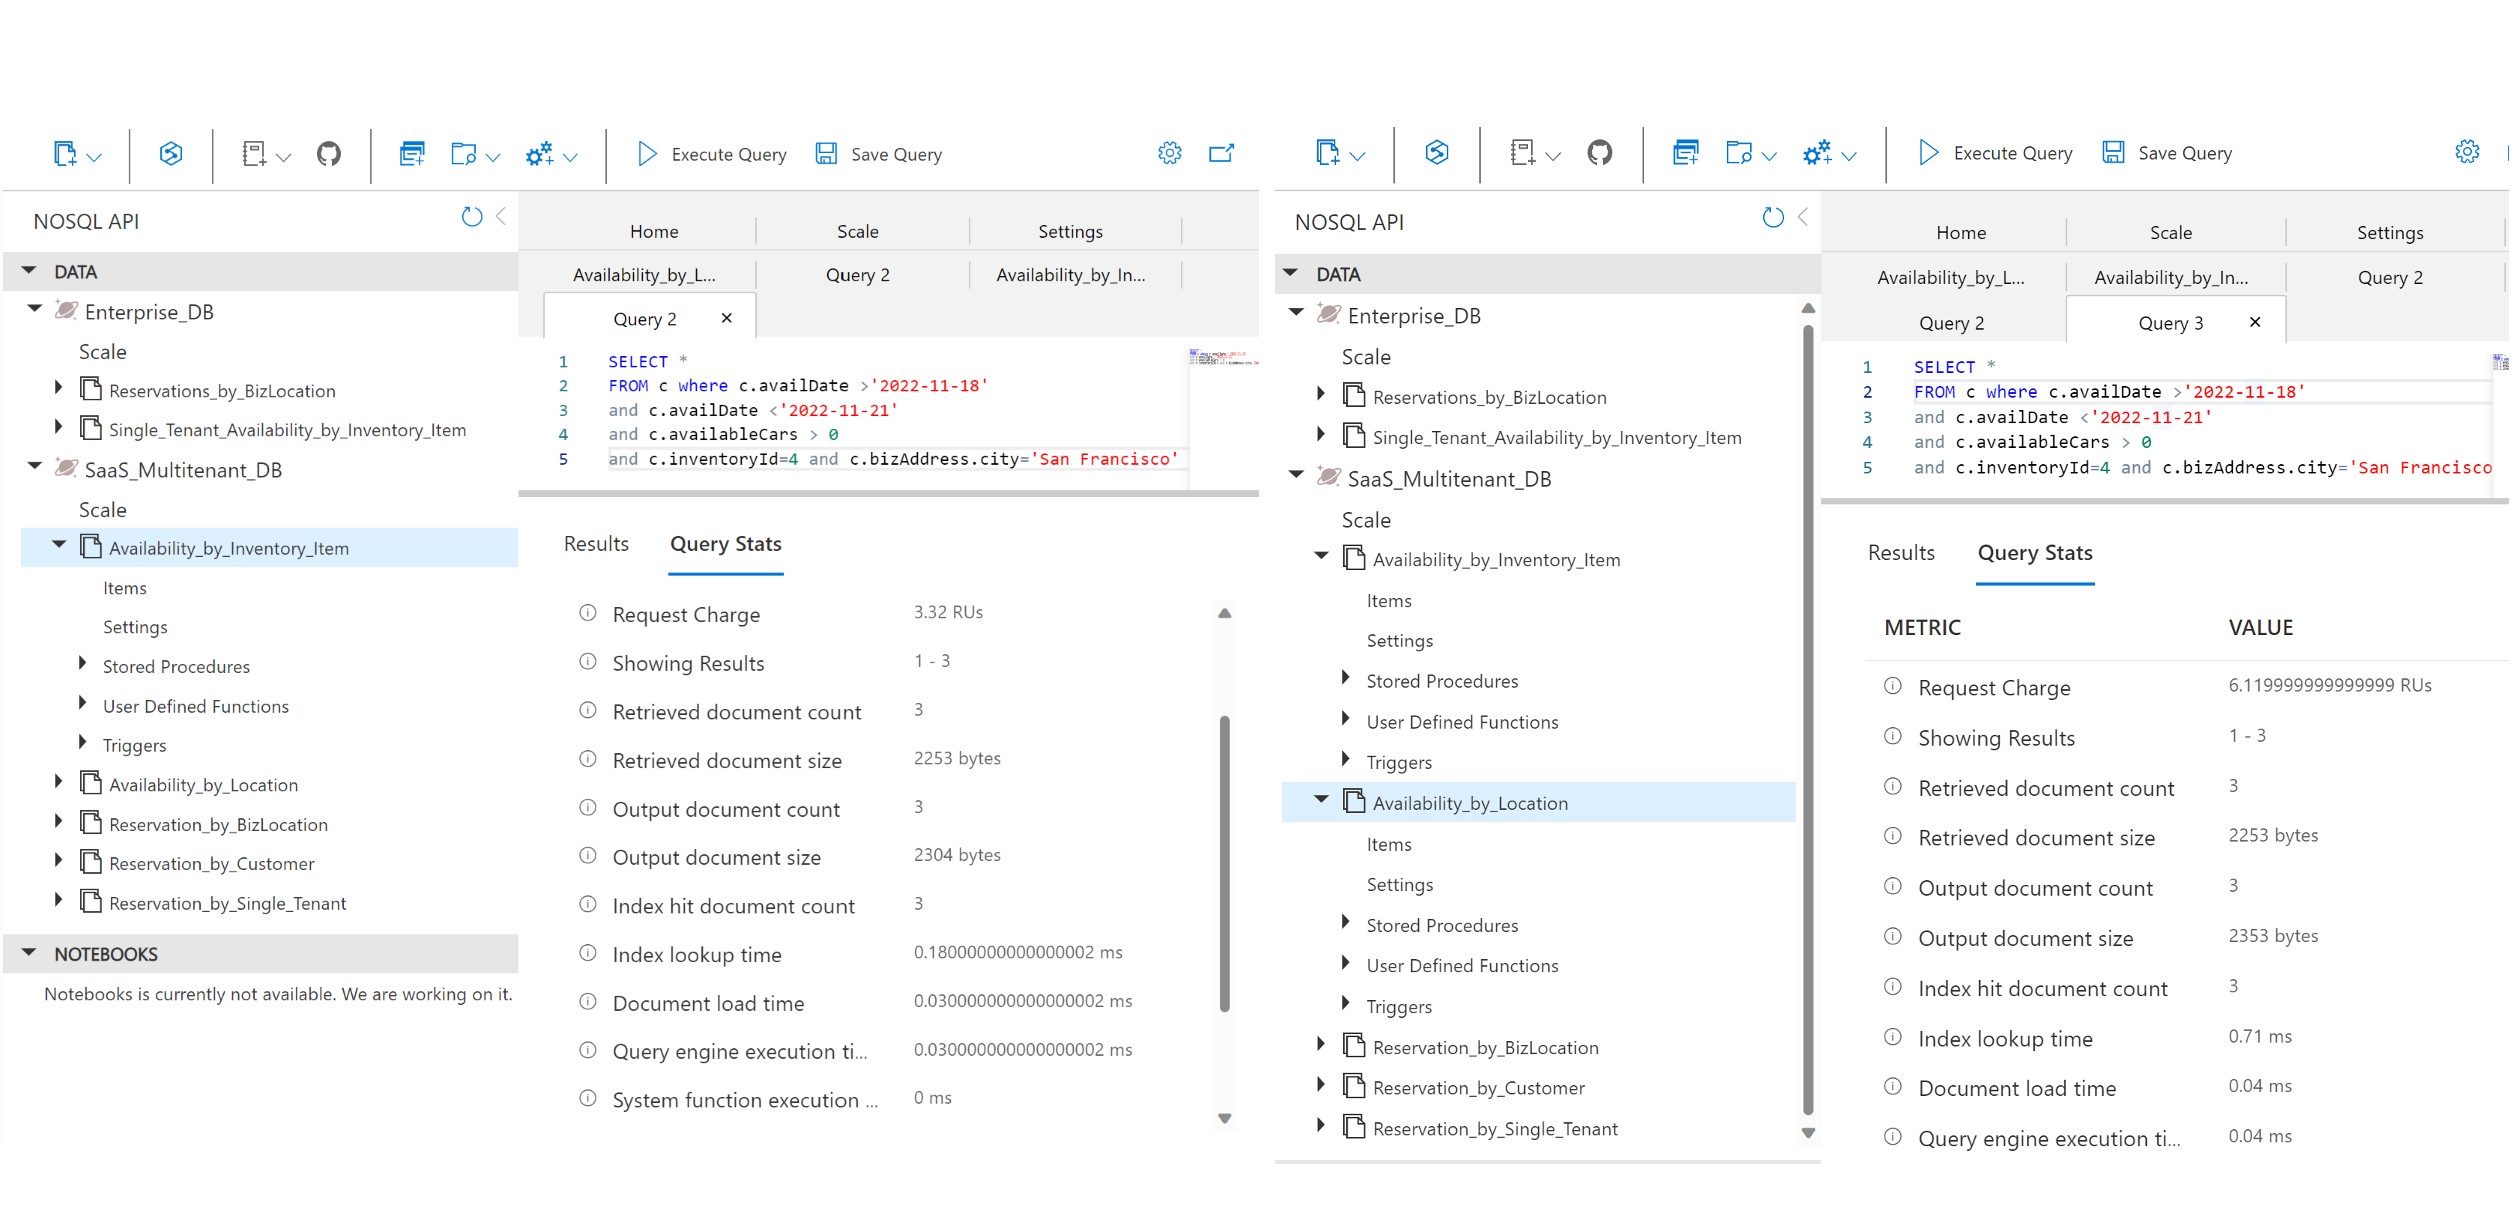 Execute Query
Save Query
NOSQL API
DATA
Enterprise_DB
Scale
Reservations_by_BizLocation
Single_Tenant_Availability_by_Inventory_Item
SaaS_Multitenant_DB
Scale
Availability_by_Inventory_Item
Items
Settings
Stored Procedures
User Defined Functions
Triggers
Availability_by_Location
Reservation_by_BizLocation
Reservation_by_Customer
Reservation_by_Single_Tenant
NOTEBOOKS
Notebooks is currently not available. We are working on it.
Home Scale Settings
Availability_by_L... Query 2 Availability_by_In...
Query 2
1 SELECT *
2 FROM c where c.availDate >'2022-11-18'
3 and c.availDate <'2022-11-21'
4 and c.availableCars > 0
5 and c.inventoryId=4 and c.bizAddress.city='San Francisco'
Results Query Stats
Request Charge 3.32 RUs
Showing Results 1 - 3
Retrieved document count 3
Retrieved document size 2253 bytes
Output document count 3
Output document size 2304 bytes
Index hit document count 3
Index lookup time 0.18000000000000002 ms
Document load time 0.030000000000000002 ms
Query engine execution ti... 0.030000000000000002 ms
System function execution ... 0 ms
Execute Query
Save Query
NOSQL API
DATA
Enterprise_DB
Scale
Reservations_by_BizLocation
Single_Tenant_Availability_by_Inventory_Item
SaaS_Multitenant_DB
Scale
Availability_by_Inventory_Item
Items
Settings
Stored Procedures
User Defined Functions
Triggers
Availability_by_Location
Items
Settings
Stored Procedures
User Defined Functions
Triggers
Reservation_by_BizLocation
Reservation_by_Customer
Reservation_by_Single_Tenant
Home Scale Settings
Availability_by_L... Availability_by_In... Query 2
Query 2 Query 3
1 SELECT *
2 FROM c where c.availDate >'2022-11-18'
3 and c.availDate <'2022-11-21'
4 and c.availableCars > 0
5 and c.inventoryId=4 and c.bizAddress.city='San Francisco
Results Query Stats
METRIC VALUE
Request Charge 6.119999999999999 RUs
Showing Results 1 - 3
Retrieved document count 3
Retrieved document size 2253 bytes
Output document count 3
Output document size 2353 bytes
Index hit document count 3
Index lookup time 0.71 ms
Document load time 0.04 ms
Query engine execution ti... 0.04 ms